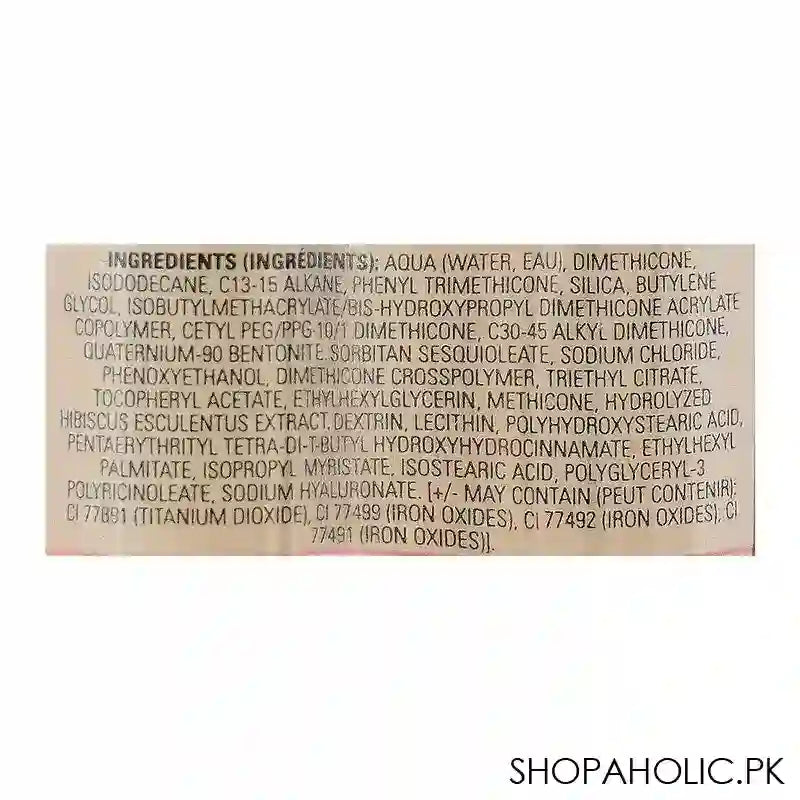 INGREDIENTS (INGRÉDIENTS): AQUA (WATER, EAU), DIMETHICONE,
ISODODECANE, C13-15 ALKANE, PHENYL TRIMETHICONE, SILICA, BUTYLENE
GLYCOL, ISOBUTYLMETHACRYLATE/BIS-HYDROXYPROPYL DIMETHICONE ACRYLATE
COPOLYMER, CETYL PEG/PPG-10/1 DIMETHICONE, C30-45 ALKYL DIMETHICONE,
QUATERNIUM-90 BENTONITE, SORBITAN SESQUIOLEATE, SODIUM CHLORIDE,
PHENOXYETHANOL, DIMETHICONE CROSSPOLYMER, TRIETHYL CITRATE,
TOCOPHERYL ACETATE, ETHYLHEXYLGLYCERIN, METHICONE, HYDROLYZED
HIBISCUS ESCULENTUS EXTRACT, DEXTRIN, LECITHIN, POLYHYDROXYSTEARIC ACID,
PENTAERYTHRITYL TETRA-DI-T-BUTYL HYDROXYHYDROCINNAMATE, ETHYLHEXYL
PALMITATE, ISOPROPYL MYRISTATE, ISOSTEARIC ACID, POLYGLYCERYL-3
POLYRICINOLEATE, SODIUM HYALURONATE. [+/- MAY CONTAIN (PEUT CONTENIR):
CI 77891 (TITANIUM DIOXIDE), CI 77499 (IRON OXIDES), CI 77492 (IRON OXIDES), CI
77491 (IRON OXIDES)].
SHOPAHOLIC.PK